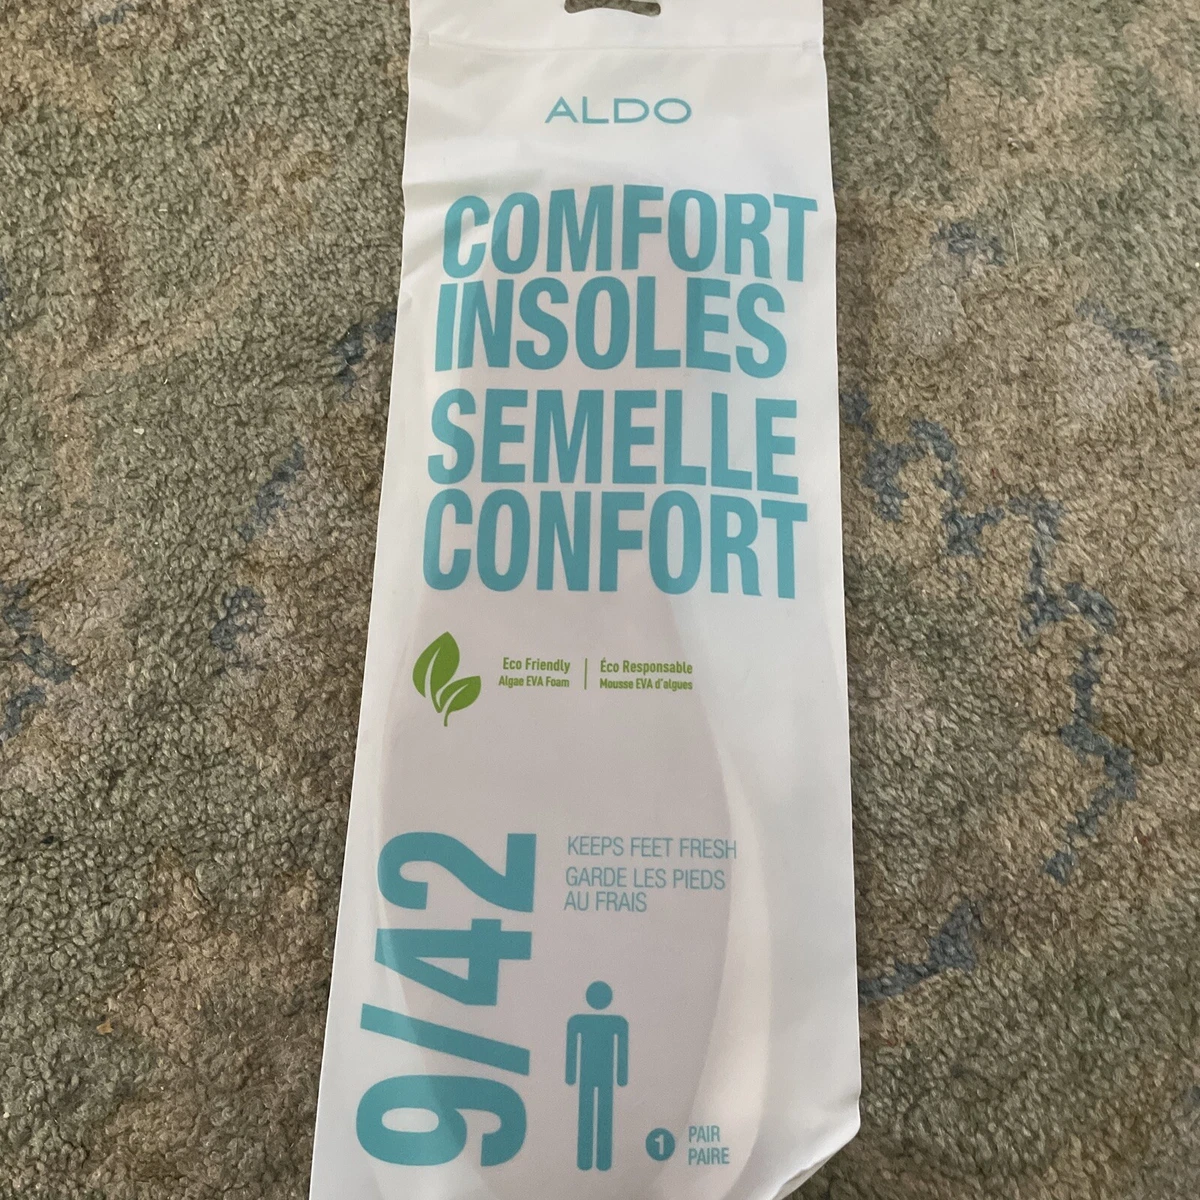 ALDO
COMFORT
INSOLES
SEMELLE
CONFORT
Eco Friendly
Algae EVA Foam
Éco Responsable
Mousse EVA d'algues
KEEPS FEET FRESH
GARDE LES PIEDS
AU FRAIS
9/42
1
PAIR
PAIRE